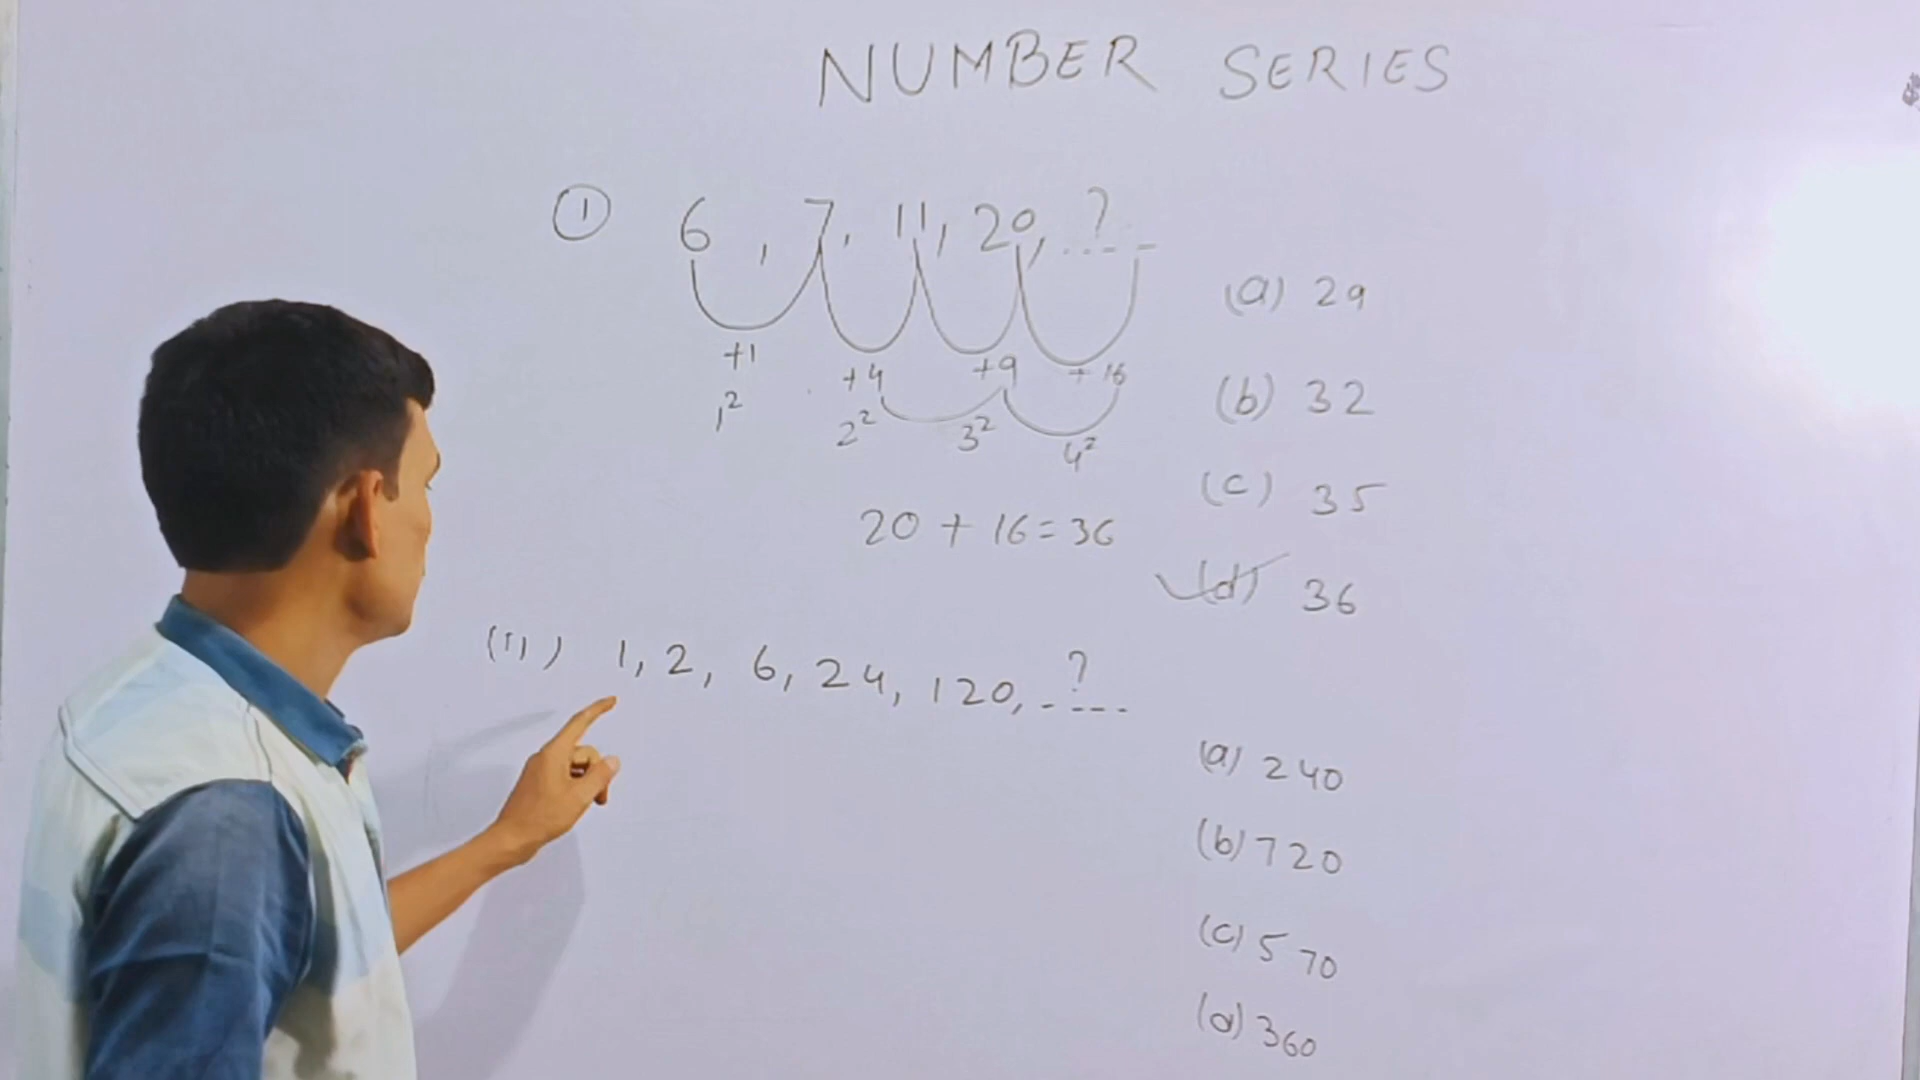 NUMBER SERIES
① 6, 7, 11, 20, ..?..
+1 +4 +9 +16
1² 2² 3² 4²
20 + 16 = 36
(a) 29
(b) 32
(c) 35
(d) 36
(ii) 1, 2, 6, 24, 120, .?...
(a) 240
(b) 720
(c) 570
(d) 360